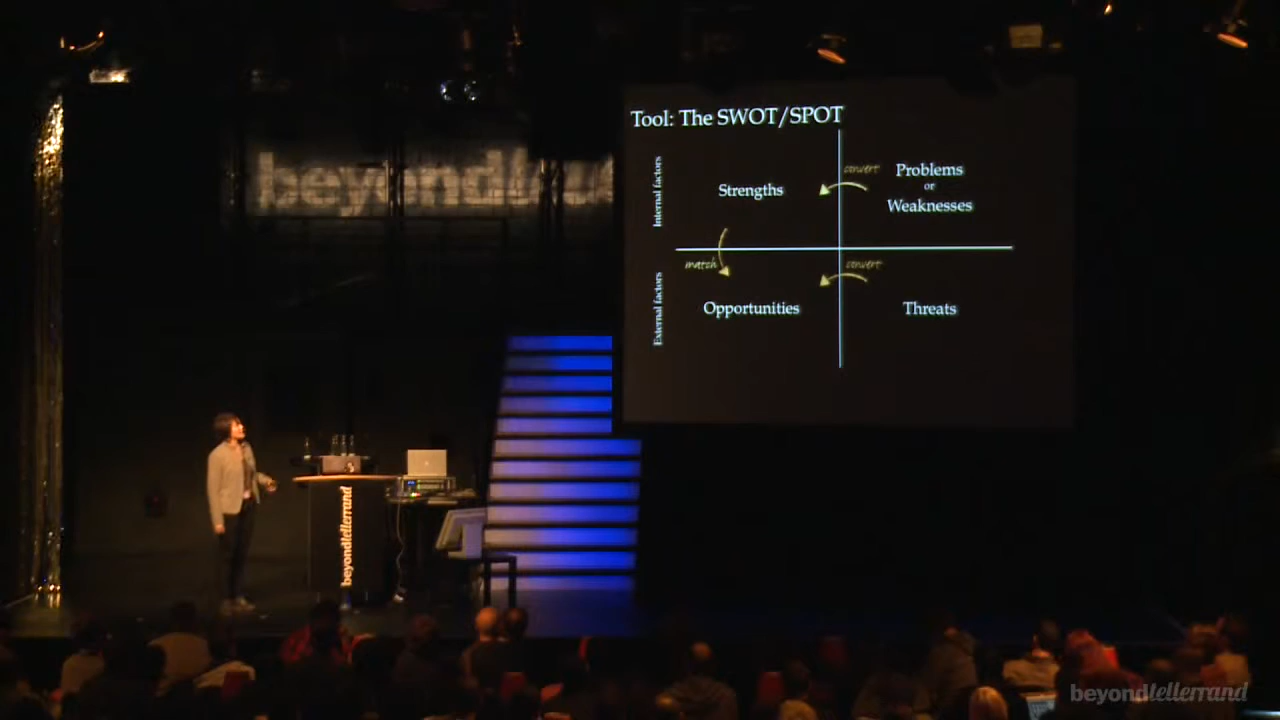 beyond
Tool: The SWOT/SPOT
Internal factors
Strengths
convert
Problems
or
Weaknesses
match
convert
External factors
Opportunities
Threats
beyondtellerrand
beyondtellerrand